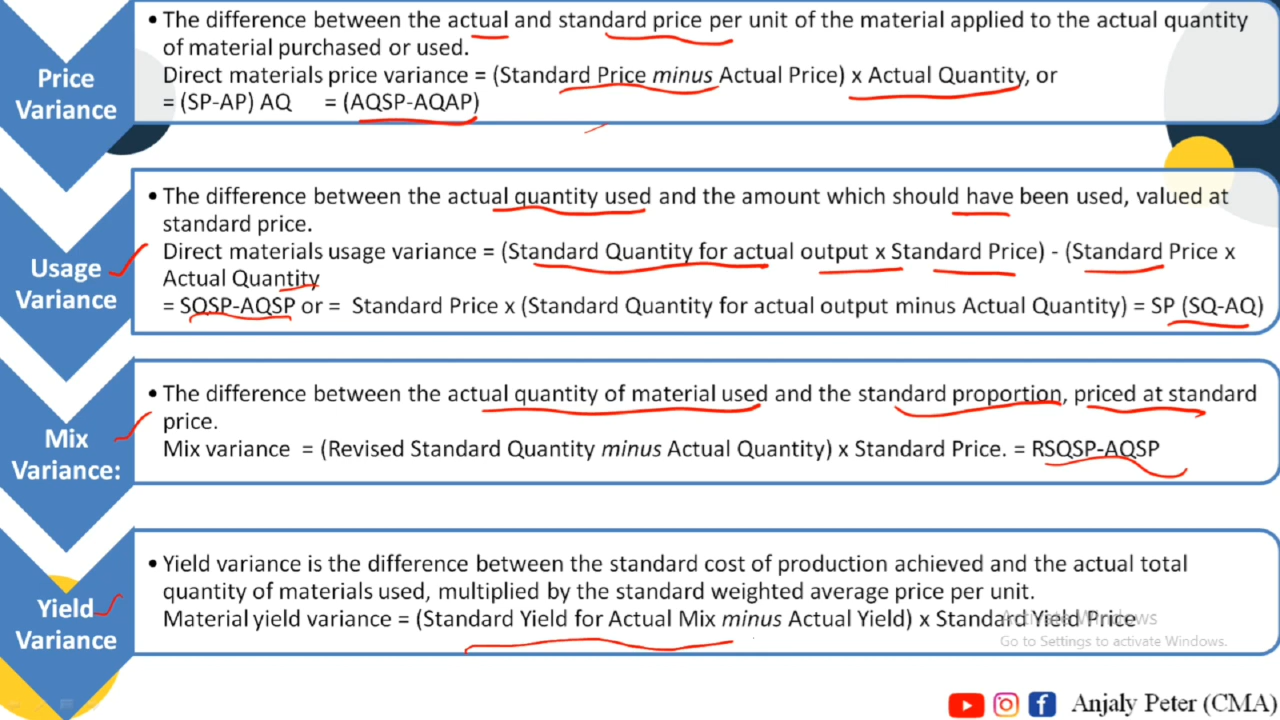 Price
Variance
• The difference between the actual and standard price per unit of the material applied to the actual quantity
of material purchased or used.
Direct materials price variance = (Standard Price minus Actual Price) x Actual Quantity, or
= (SP-AP) AQ = (AQSP-AQAP)
Usage
Variance
• The difference between the actual quantity used and the amount which should have been used, valued at
standard price.
Direct materials usage variance = (Standard Quantity for actual output x Standard Price) - (Standard Price x
Actual Quantity
= SQSP-AQSP or = Standard Price x (Standard Quantity for actual output minus Actual Quantity) = SP (SQ-AQ)
Mix
Variance:
• The difference between the actual quantity of material used and the standard proportion, priced at standard
price.
Mix variance = (Revised Standard Quantity minus Actual Quantity) x Standard Price. = RSQSP-AQSP
Yield
Variance
• Yield variance is the difference between the standard cost of production achieved and the actual total
quantity of materials used, multiplied by the standard weighted average price per unit.
Material yield variance = (Standard Yield for Actual Mix minus Actual Yield) x Standard Yield Price
Activate Windows
Go to Settings to activate Windows.
Anjaly Peter (CMA)